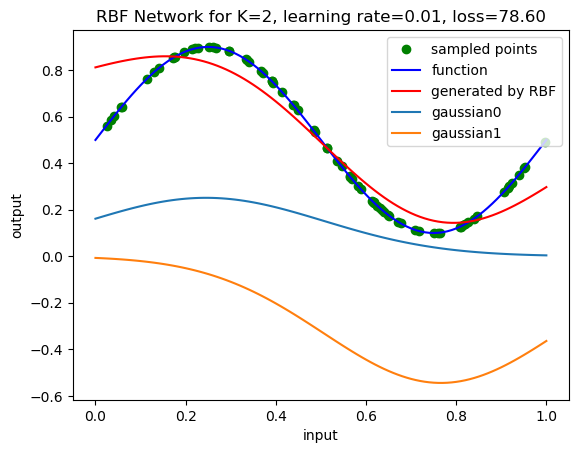 RBF Network for K=2, learning rate=0.01, loss=78.60
sampled points
function
generated by RBF
gaussian0
gaussian1
output
0.8
0.6
0.4
0.2
0.0
−0.2
−0.4
−0.6
0.0 0.2 0.4 0.6 0.8 1.0
input